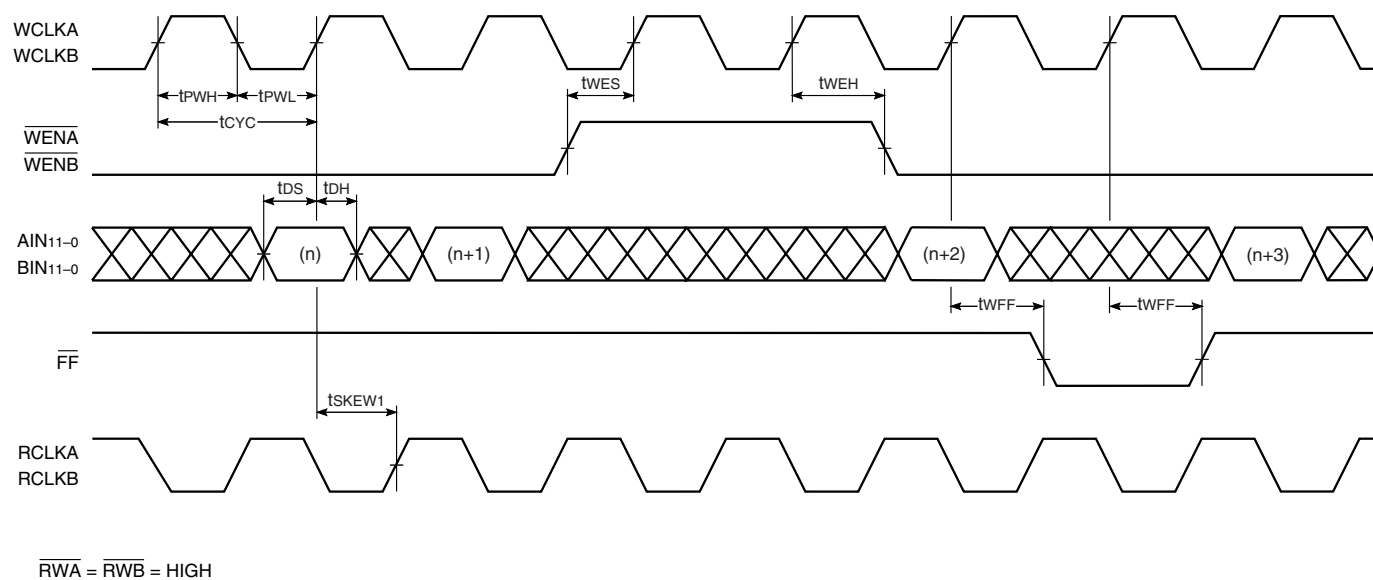 WCLKA
WCLKB
tPWH tPWL tWES tWEH
tCYC
WENA
WENB
tDS tDH
AIN11–0
BIN11–0
(n) (n+1) (n+2) (n+3)
tWFF tWFF
FF
tSKEW1
RCLKA
RCLKB
RWA = RWB = HIGH